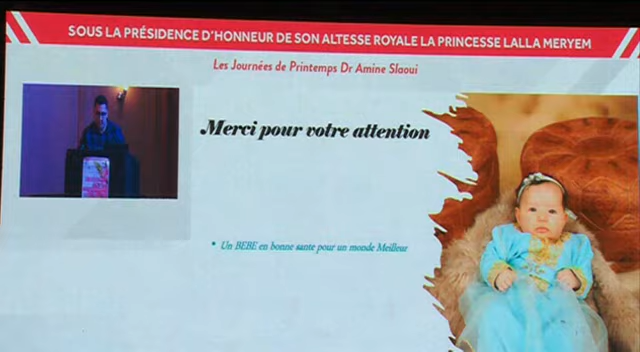 SOUS LA PRÉSIDENCE D'HONNEUR DE SON ALTESSE ROYALE LA PRINCESSE LALLA MERYEM
Les Journées de Printemps Dr Amine Slaoui
Merci pour votre attention
• Un BEBE en bonne sante pour un monde Meilleur